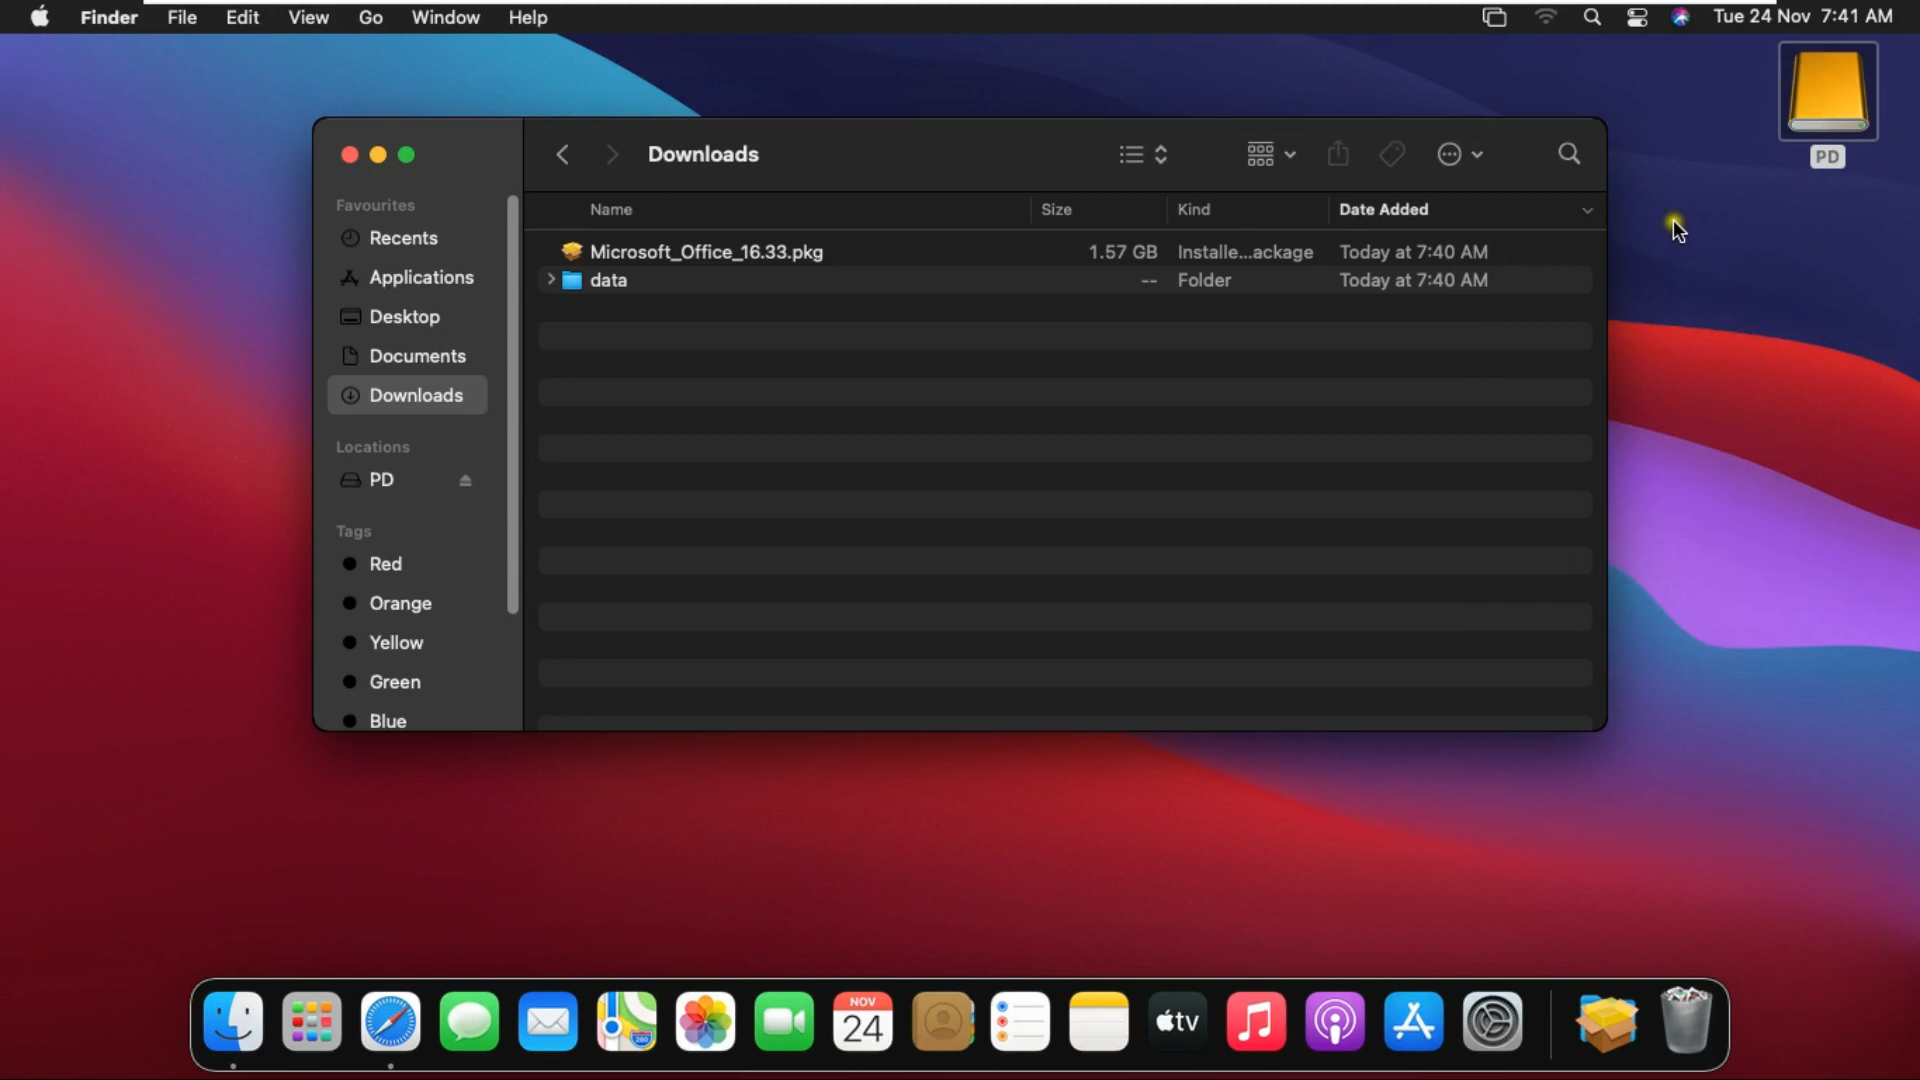 Finder File Edit View Go Window Help Tue 24 Nov 7:41 AM
PD
Downloads
Favourites
Recents
Applications
Desktop
Documents
Downloads
Locations
PD
Tags
Red
Orange
Yellow
Green
Blue
Name Size Kind Date Added
Microsoft_Office_16.33.pkg 1.57 GB Installe...ackage Today at 7:40 AM
data -- Folder Today at 7:40 AM
280
NOV
24
tv